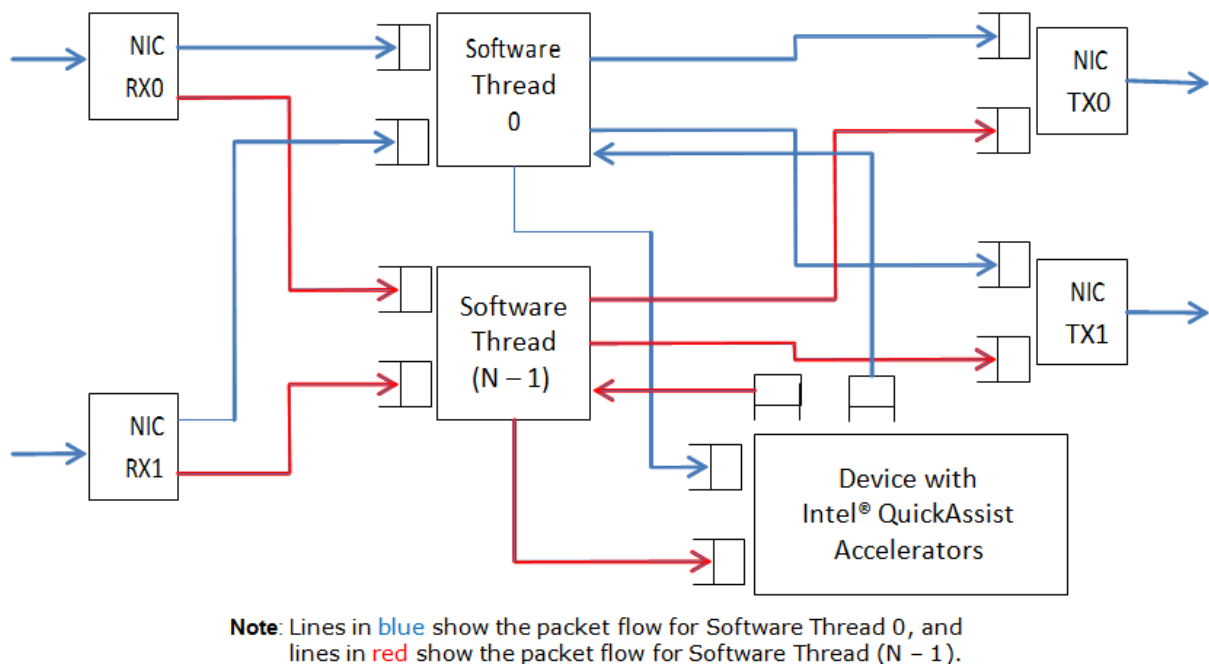 NIC
RX0
Software
Thread
0
NIC
TX0
Software
Thread
(N – 1)
NIC
TX1
NIC
RX1
Device with
Intel® QuickAssist
Accelerators
Note: Lines in blue show the packet flow for Software Thread 0, and
lines in red show the packet flow for Software Thread (N – 1).